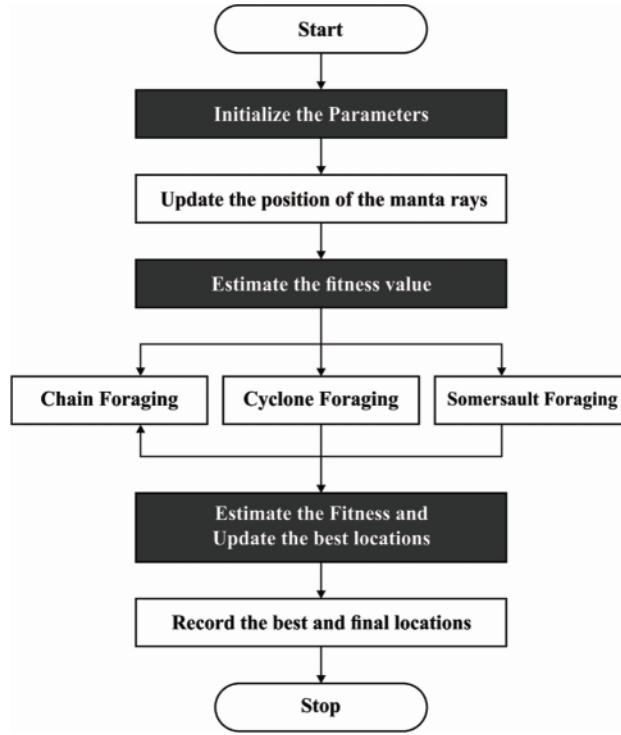 Start
Initialize the Parameters
Update the position of the manta rays
Estimate the fitness value
Chain Foraging
Cyclone Foraging
Somersault Foraging
Estimate the Fitness and
Update the best locations
Record the best and final locations
Stop